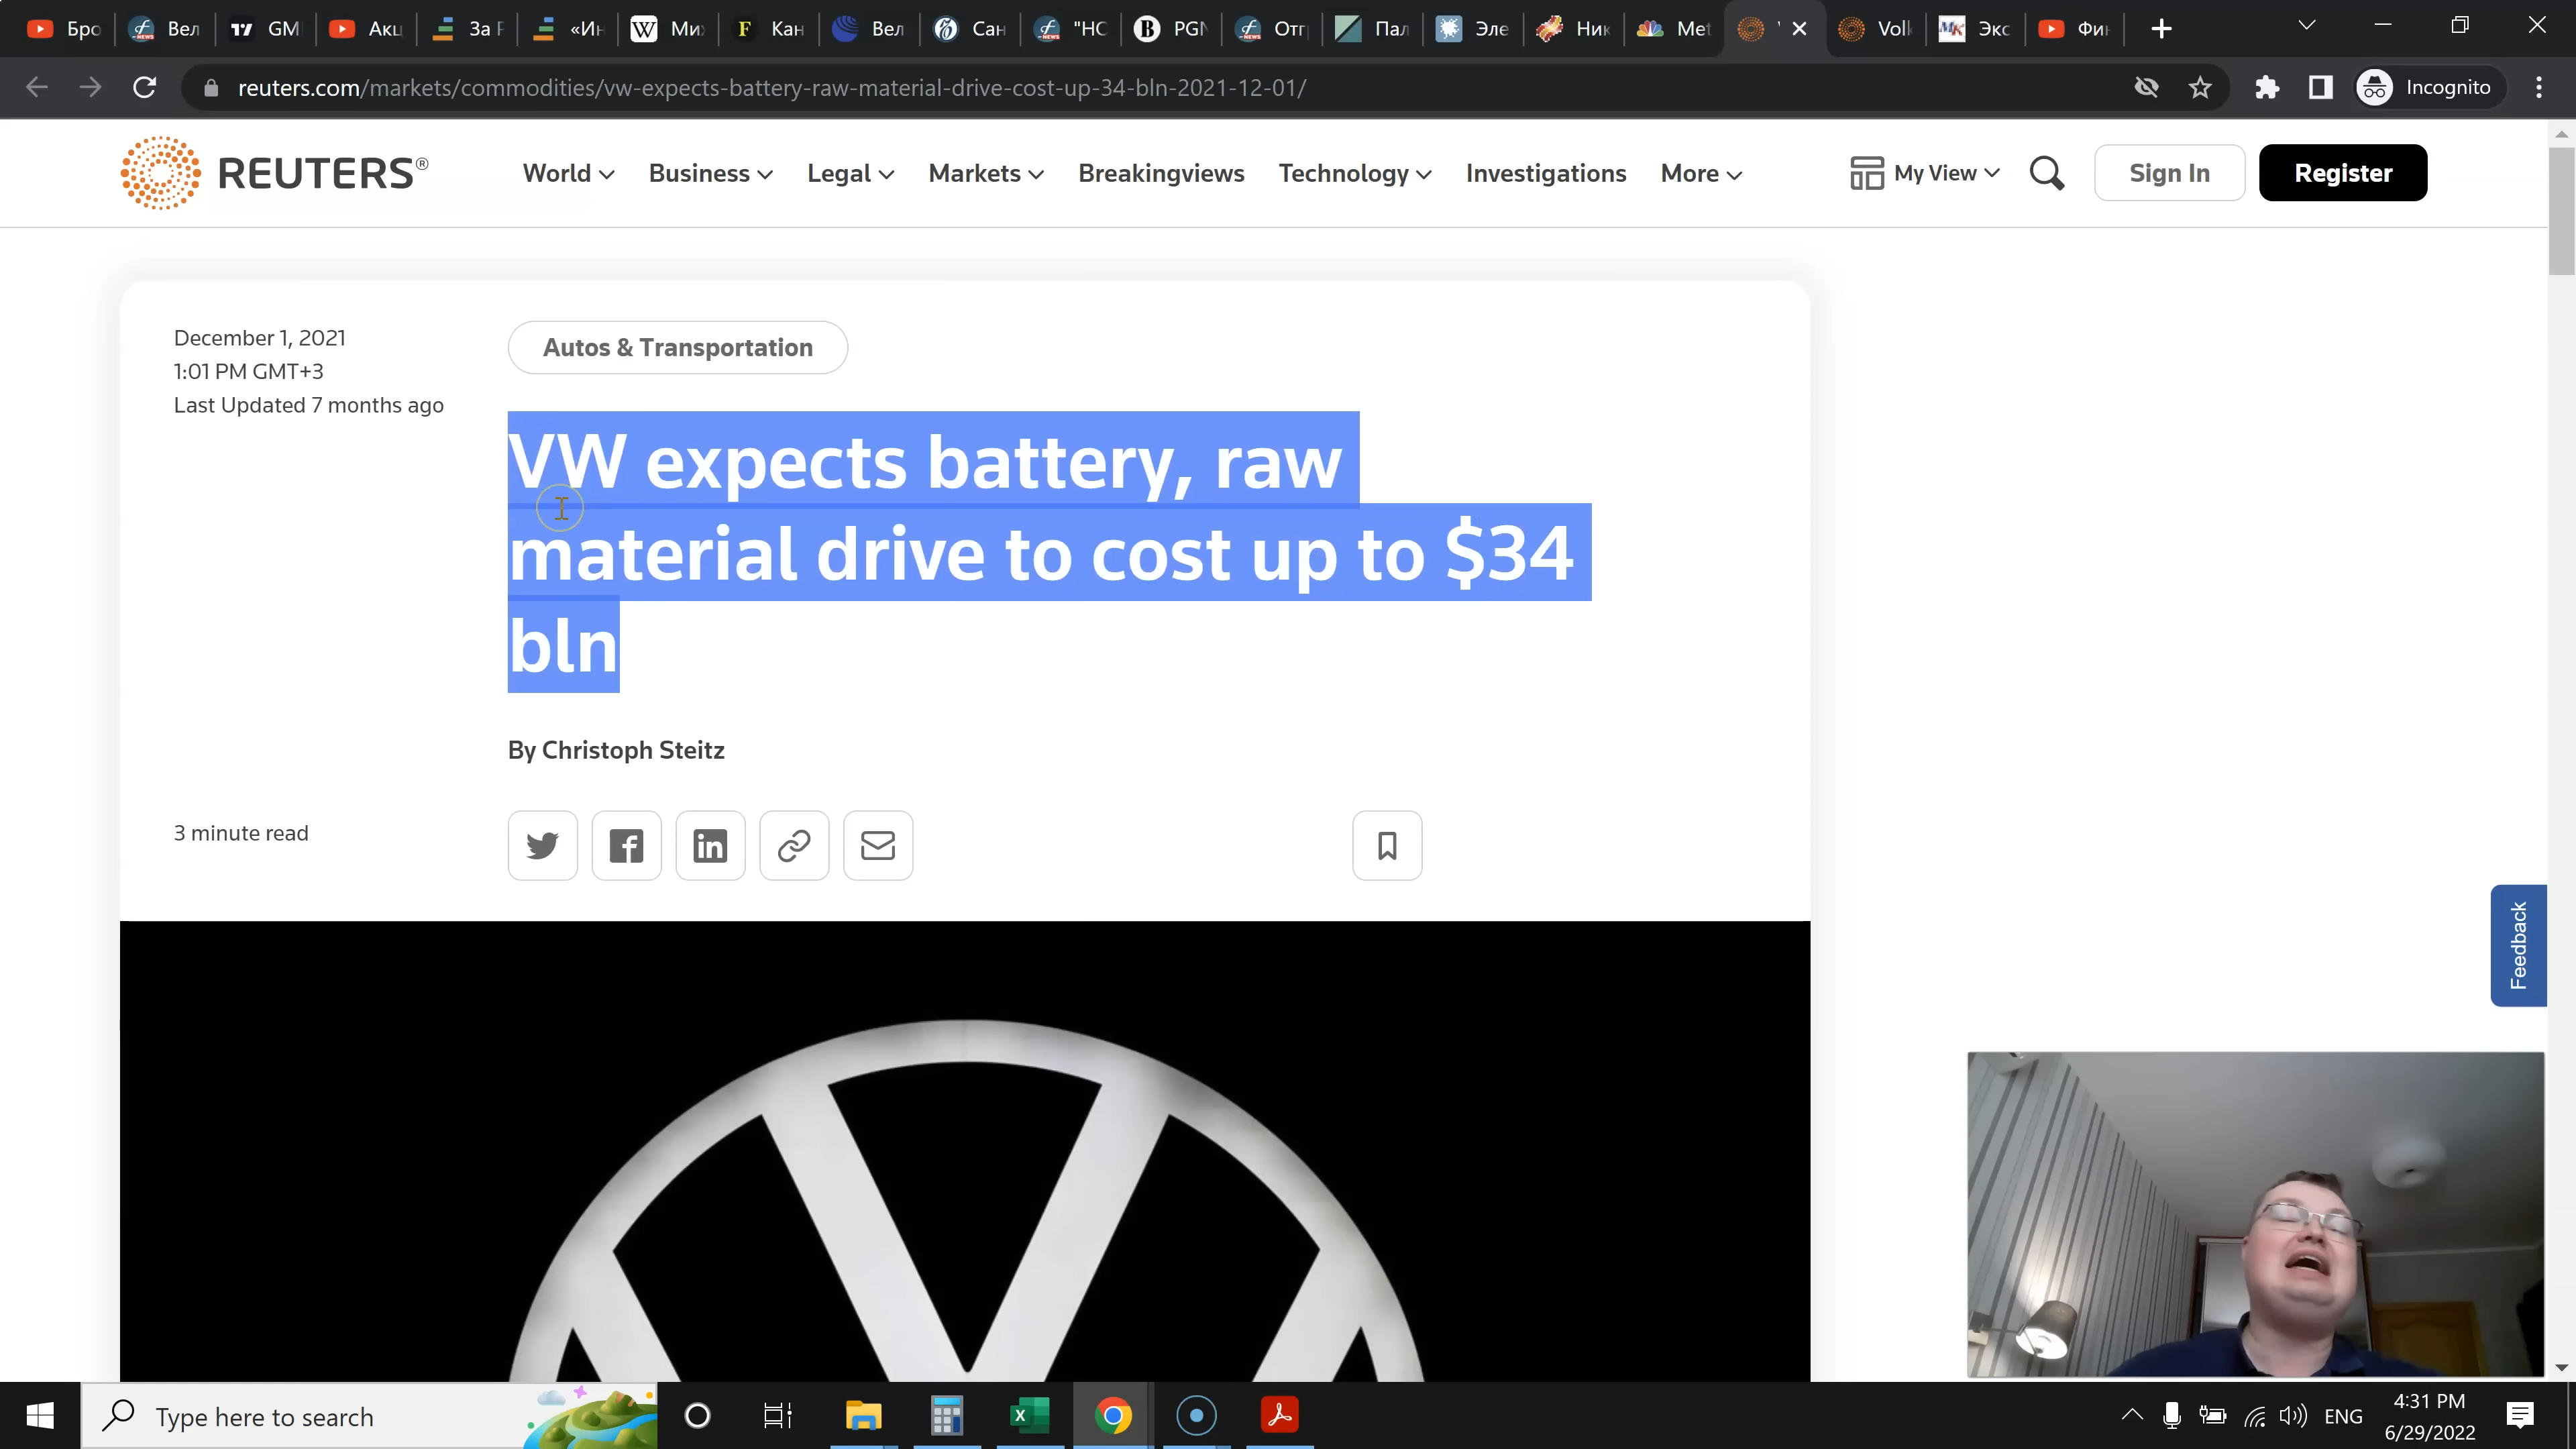 Бро
Вел
GM
Акц
За F
«Ин
Ми
Кан
Вел
Сан
"НС
PGN
Отг
Пал
Эле
Ник
Met
Voll
Экс
Фин
reuters.com/markets/commodities/vw-expects-battery-raw-material-drive-cost-up-34-bln-2021-12-01/
Incognito
REUTERS®
World
Business
Legal
Markets
Breakingviews
Technology
Investigations
More
My View
Sign In
Register
December 1, 2021
1:01 PM GMT+3
Last Updated 7 months ago
Autos & Transportation
VW expects battery, raw
material drive to cost up to $34
bln
By Christoph Steitz
3 minute read
Feedback
Type here to search
ENG
4:31 PM
6/29/2022